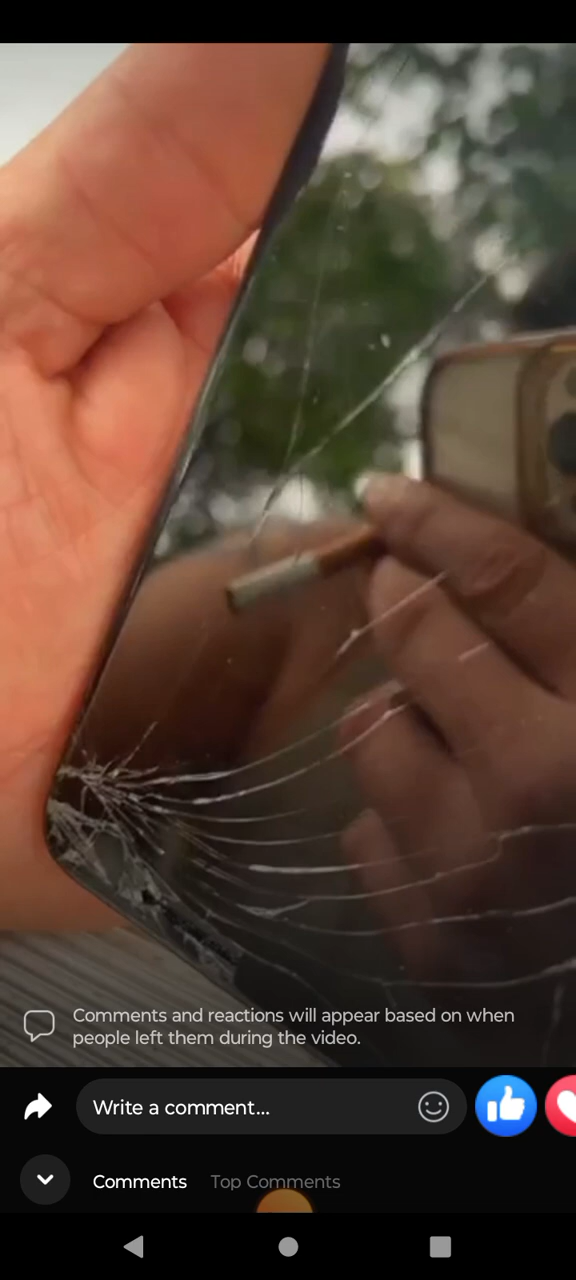 Comments and reactions will appear based on when
people left them during the video.
Write a comment...
Comments Top Comments